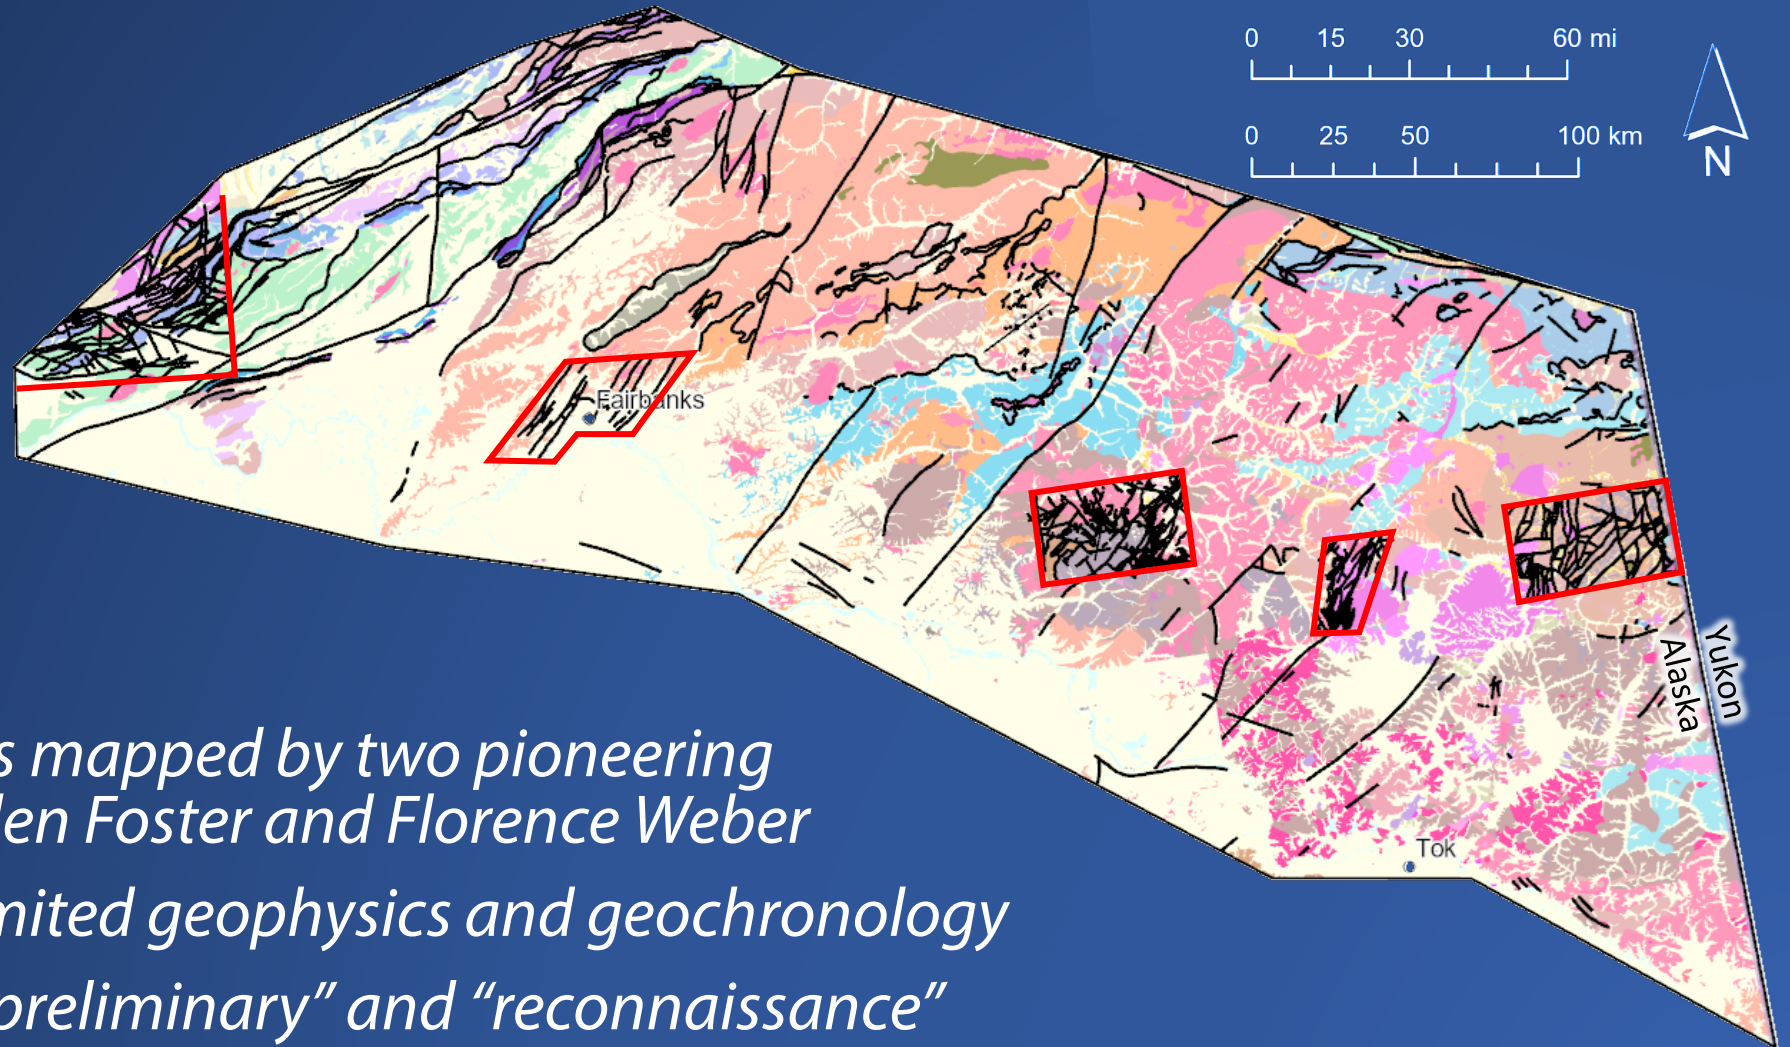 0 15 30 60 mi
0 25 50 100 km
N
Fairbanks
Yukon
Alaska
Tok
s mapped by two pioneering
len Foster and Florence Weber
mited geophysics and geochronology
preliminary” and “reconnaissance”